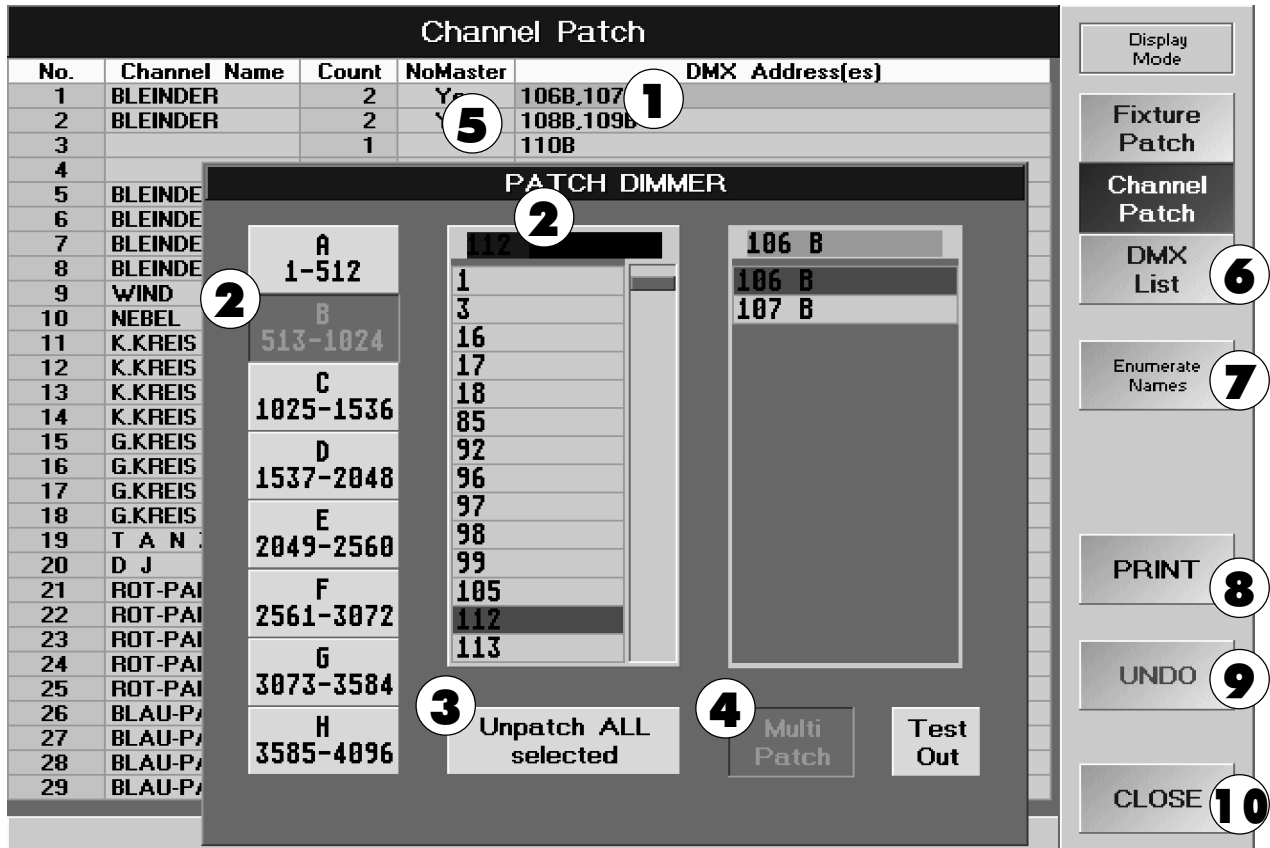 Channel Patch
No. Channel Name Count NoMaster DMX Address(es)
1 BLEINDER 2 106B,107
2 BLEINDER 2 108B,109B
3 1 110B
4
5 BLEINDE
6 BLEINDE
7 BLEINDE
8 BLEINDE
9 WIND
10 NEBEL
11 K.KREIS
12 K.KREIS
13 K.KREIS
14 K.KREIS
15 G.KREIS
16 G.KREIS
17 G.KREIS
18 G.KREIS
19 T A N
20 D J
21 ROT-PA
22 ROT-PA
23 ROT-PA
24 ROT-PA
25 ROT-PA
26 BLAU-P
27 BLAU-P
28 BLAU-P
29 BLAU-P
1
5
PATCH DIMMER
2
A
1-512
2
B
513-1024
C
1025-1536
D
1537-2048
E
2049-2560
F
2561-3072
G
3073-3584
H
3585-4096
112
1
3
16
17
18
85
92
96
97
98
99
105
112
113
106 B
106 B
107 B
3
Unpatch ALL
selected
4
Multi
Patch
Test
Out
Display
Mode
Fixture
Patch
Channel
Patch
DMX
List
6
Enumerate
Names
7
PRINT
8
UNDO
9
CLOSE
10